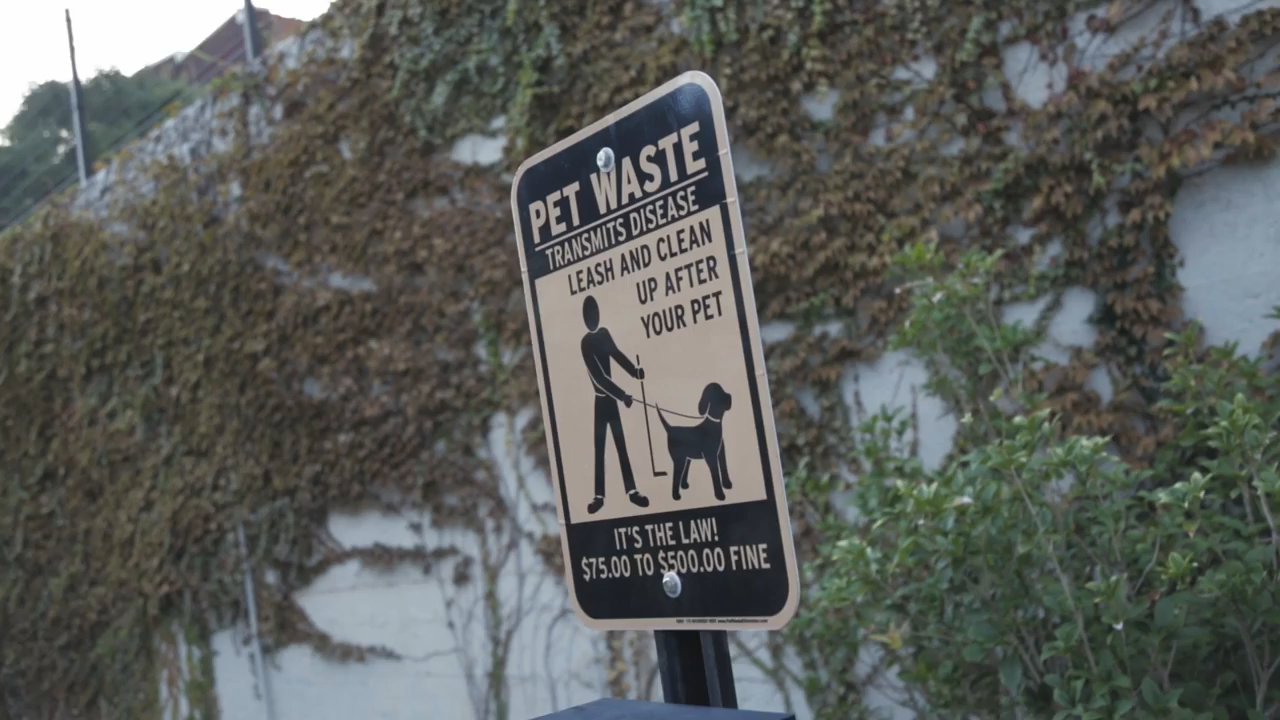 PET WASTE
TRANSMITS DISEASE
LEASH AND CLEAN
UP AFTER
YOUR PET
IT'S THE LAW!
$75.00 TO $500.00 FINE